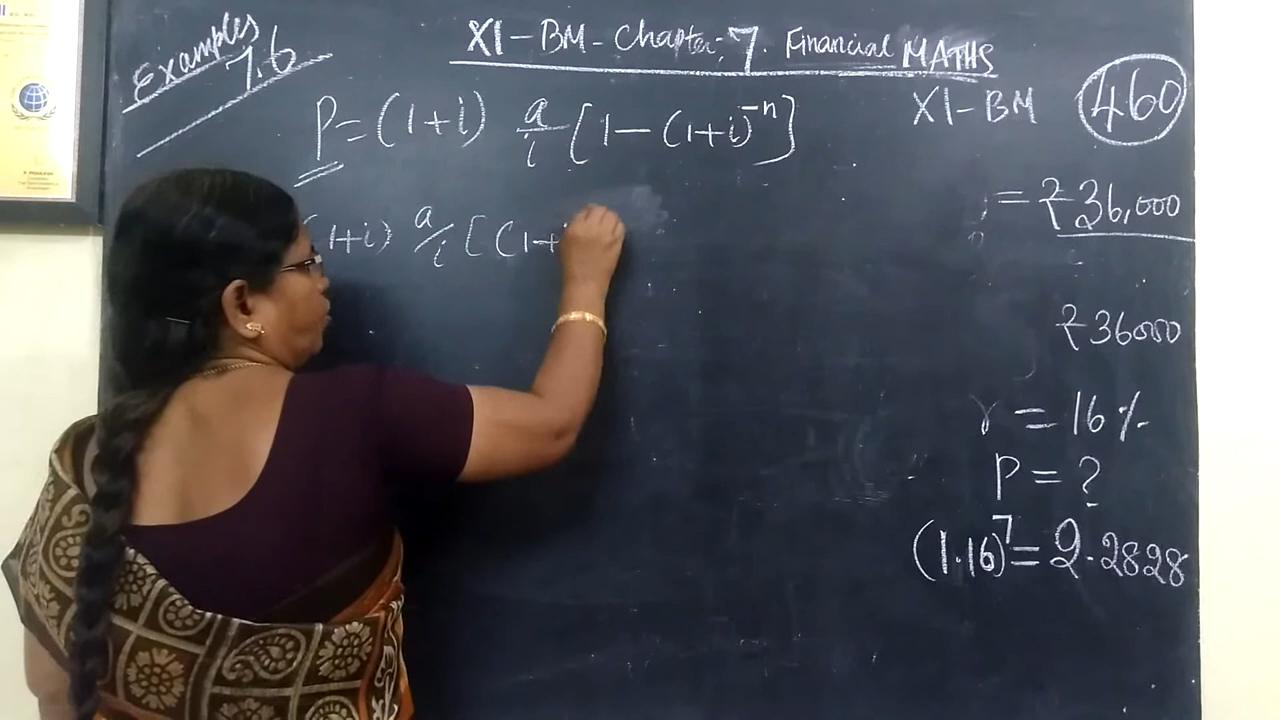 Examples 7.6
XI-BM-Chapter: 7. Financial MATHS
XI-BM 460
P = (1+i) a/i [1-(1+i)^-n]
= ₹36,000
1+i) a/i [(1+
₹36000
r = 16%
P = ?
(1.16)^7 = 2.2828